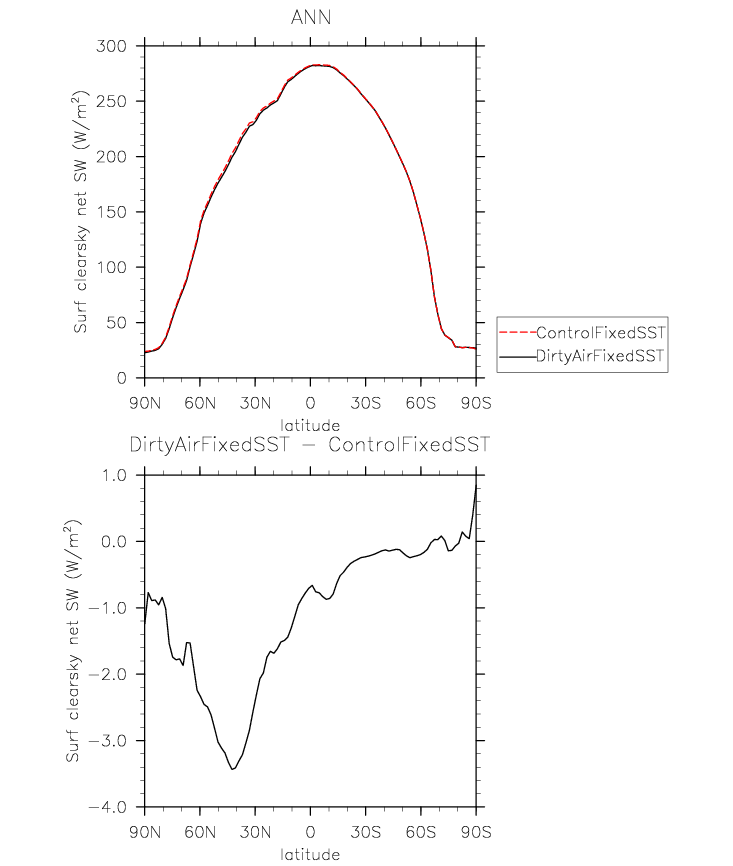 ANN
300
250
200
150
100
50
0
Surf clearsky net SW (W/m²)
90N 60N 30N 0 30S 60S 90S
latitude
ControlFixedSST
DirtyAirFixedSST
DirtyAirFixedSST − ControlFixedSST
1.0
0.0
−1.0
−2.0
−3.0
−4.0
Surf clearsky net SW (W/m²)
90N 60N 30N 0 30S 60S 90S
latitude